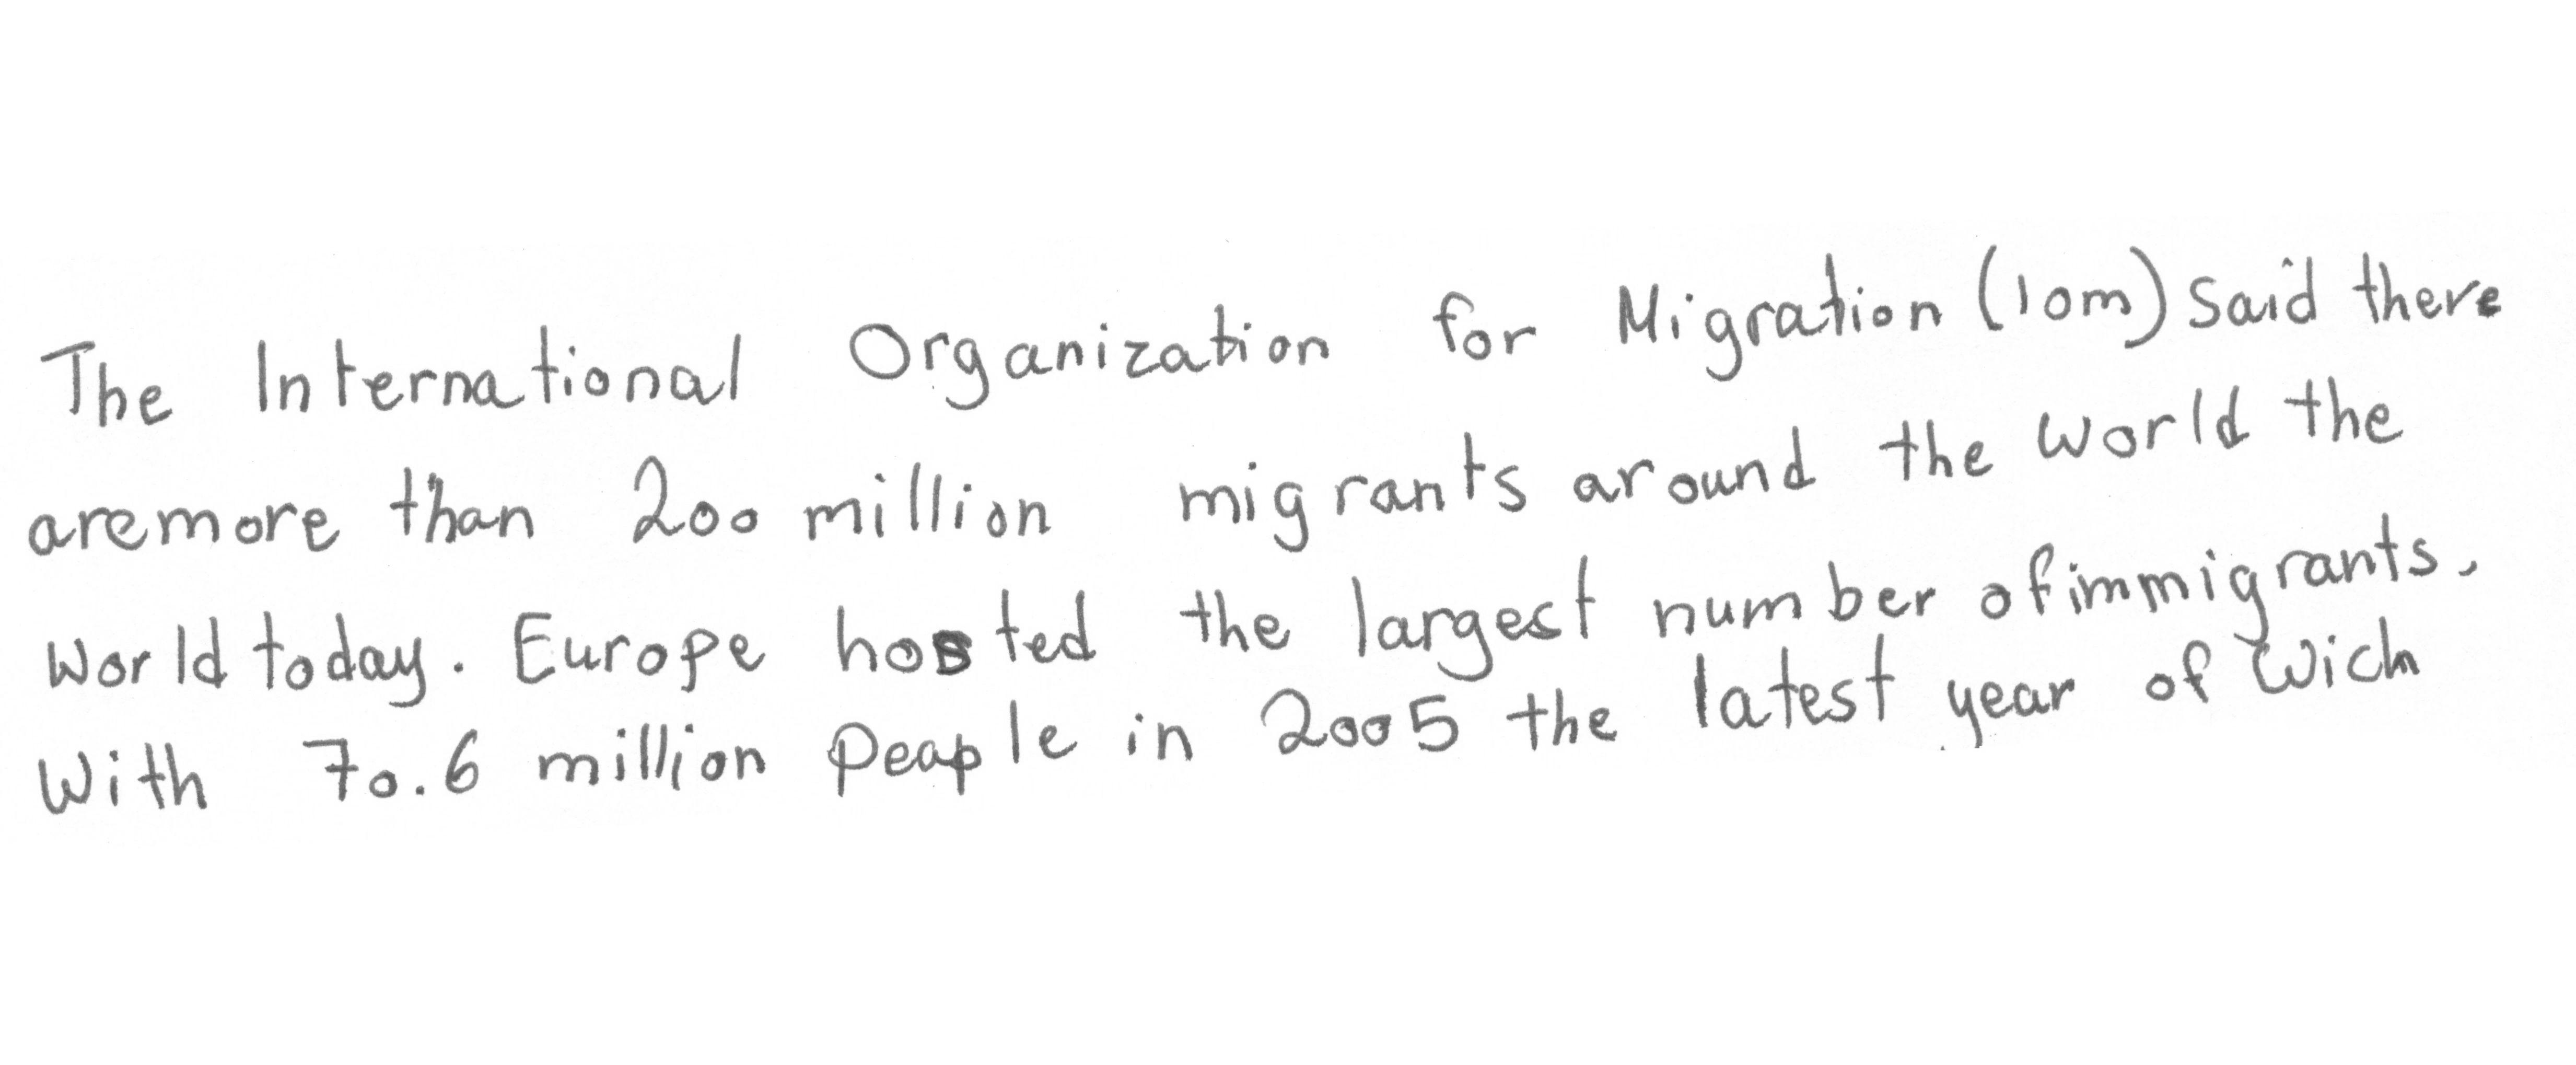 The International Organization for Migration (iom) said there
aremore than 200 million migrants around the world the
world today. Europe hosted the largest number ofimmigrants,
With 70.6 million Peaple in 2005 the latest year of wich